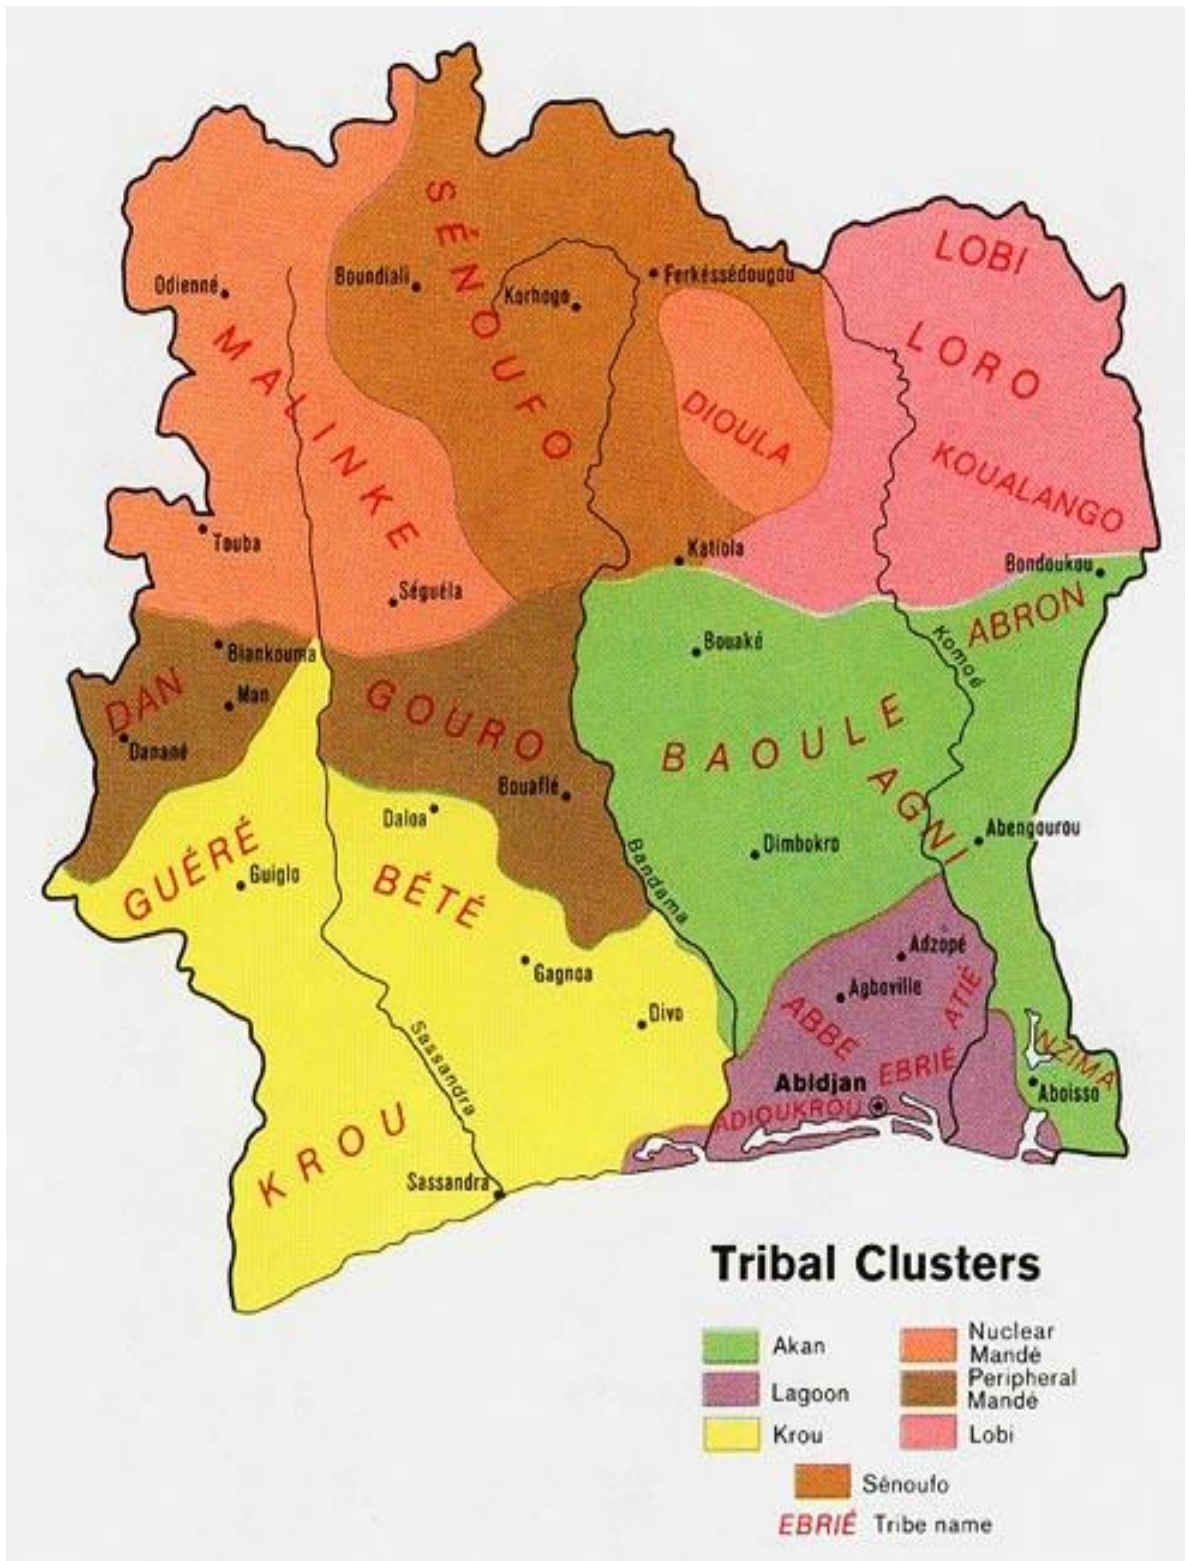 SÉNOUFO
LOBI
Odienné
Boundiali
Korhogo
Ferkéssédougou
MALINKE
LORO
DIOULA
KOUALANGO
Touba
Katiola
Bondoukou
Séguéla
ABRON
Biankouma
Bouaké
Komoé
DAN
Man
GOURO
BAOULE
Danané
Bouaflé
AGNI
Daloa
Dimbokro
Abengourou
GUÉRÉ
Guiglo
BÉTÉ
Bandama
Gagnoa
Adzopé
Agboville
ATIÉ
Divo
ABBE
NZIMA
Sassandra
EBRIÉ
Abidjan
Aboisso
ADIOUKROU
KROU
Sassandra
Tribal Clusters
Akan
Nuclear
Mandé
Lagoon
Peripheral
Mandé
Krou
Lobi
Sénoufo
EBRIÉ Tribe name